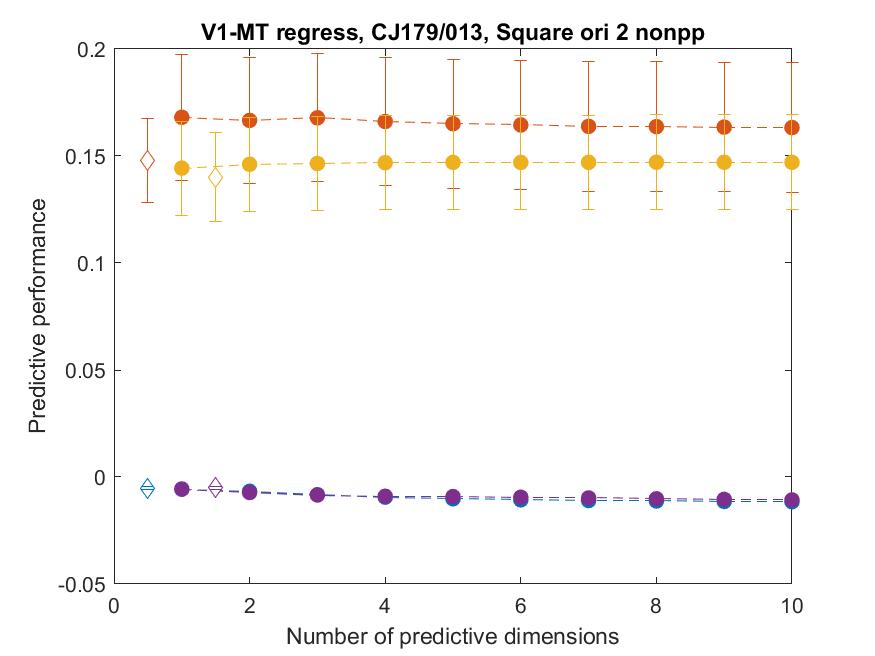 V1-MT regress, CJ179/013, Square ori 2 nonpp
0.2
0.15
0.1
0.05
0
-0.05
Predictive performance
0 2 4 6 8 10
Number of predictive dimensions